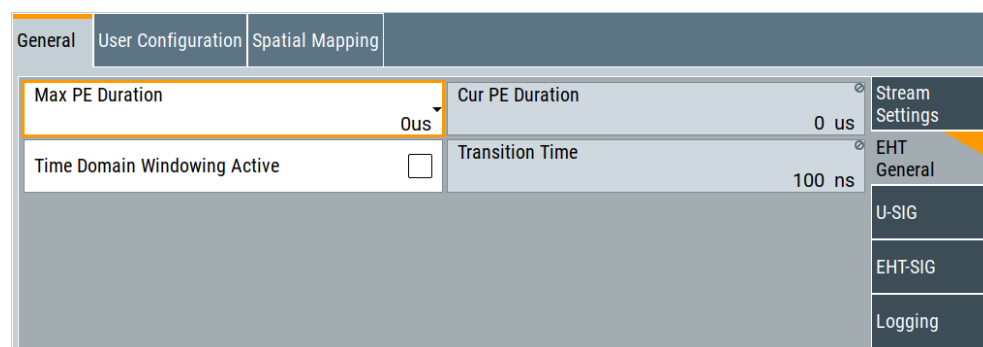 General
User Configuration
Spatial Mapping
Max PE Duration
0us
Cur PE Duration
0 us
Time Domain Windowing Active
Transition Time
100 ns
Stream
Settings
EHT
General
U-SIG
EHT-SIG
Logging